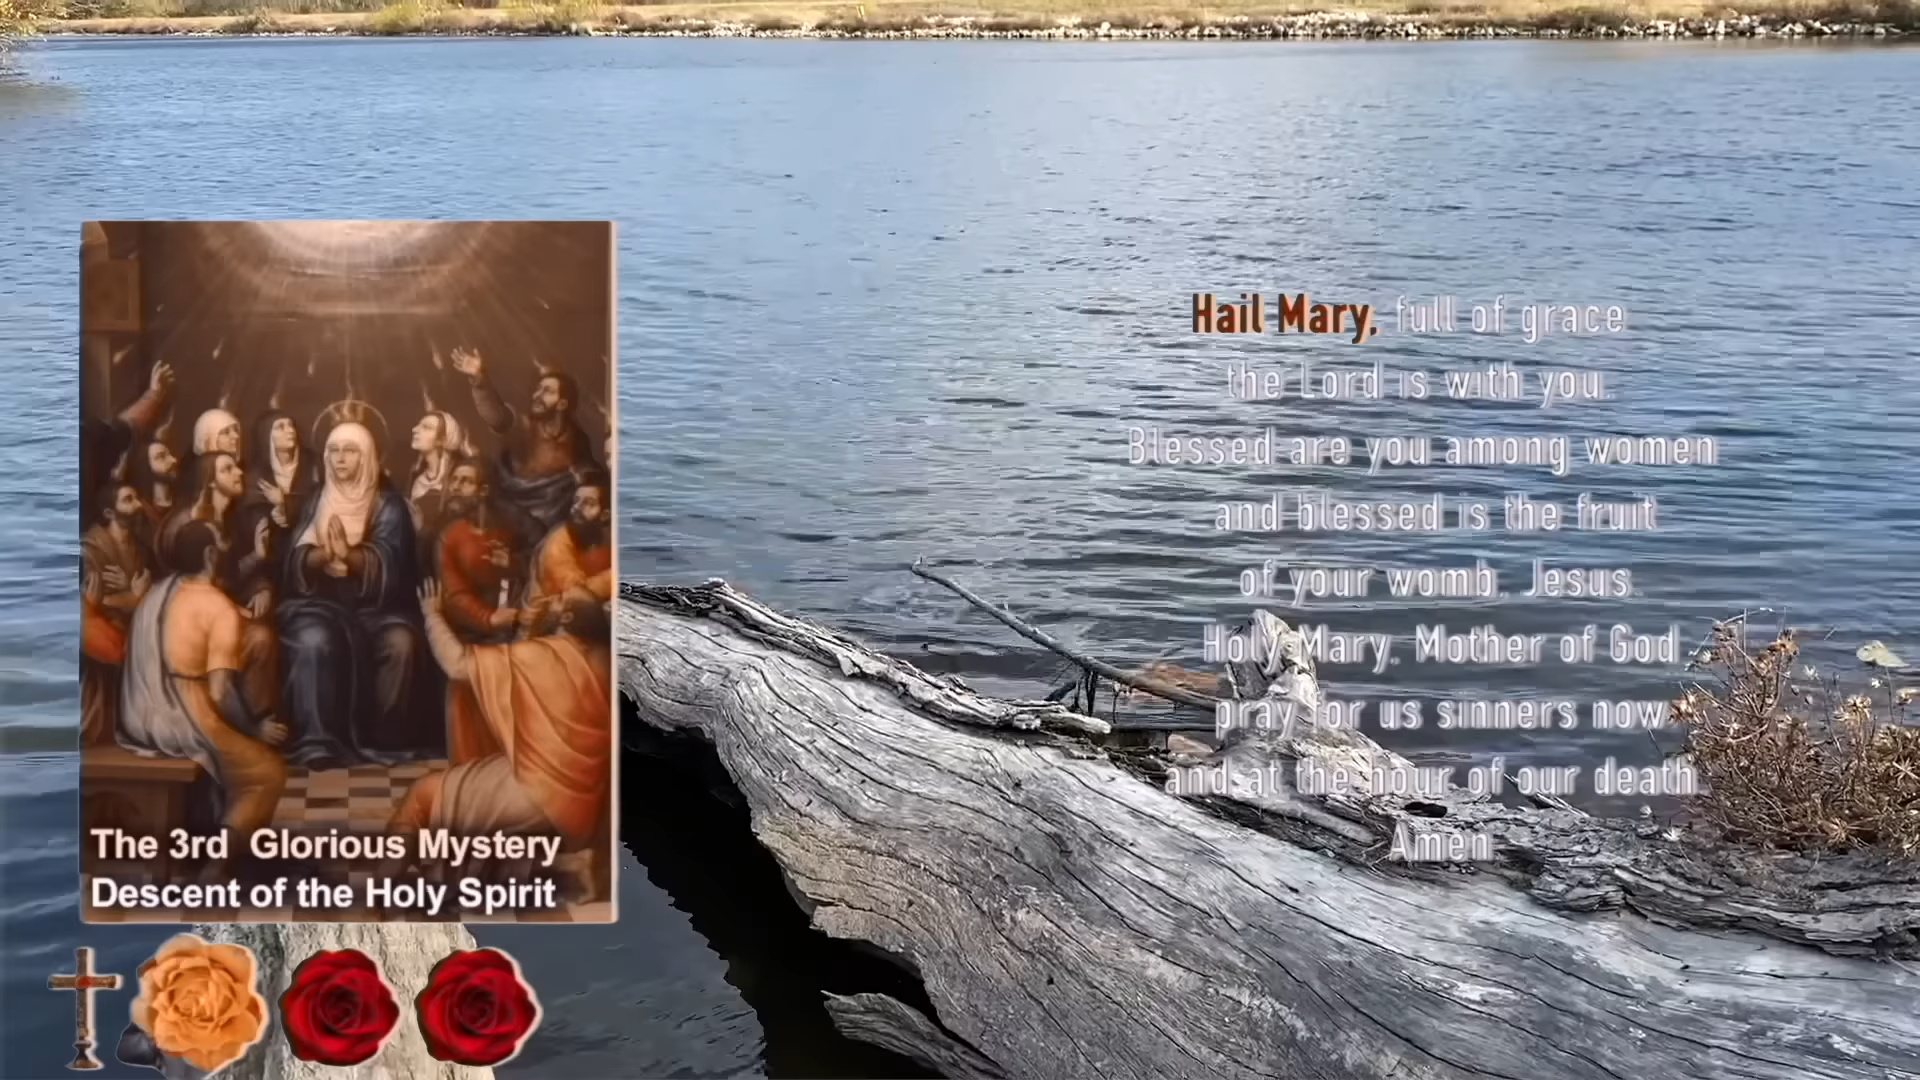 Hail Mary, full of grace
the Lord is with you.
Blessed are you among women
and blessed is the fruit
of your womb, Jesus.
Holy Mary, Mother of God
pray for us sinners now
and at the hour of our death.
Amen
The 3rd  Glorious Mystery
Descent of the Holy Spirit